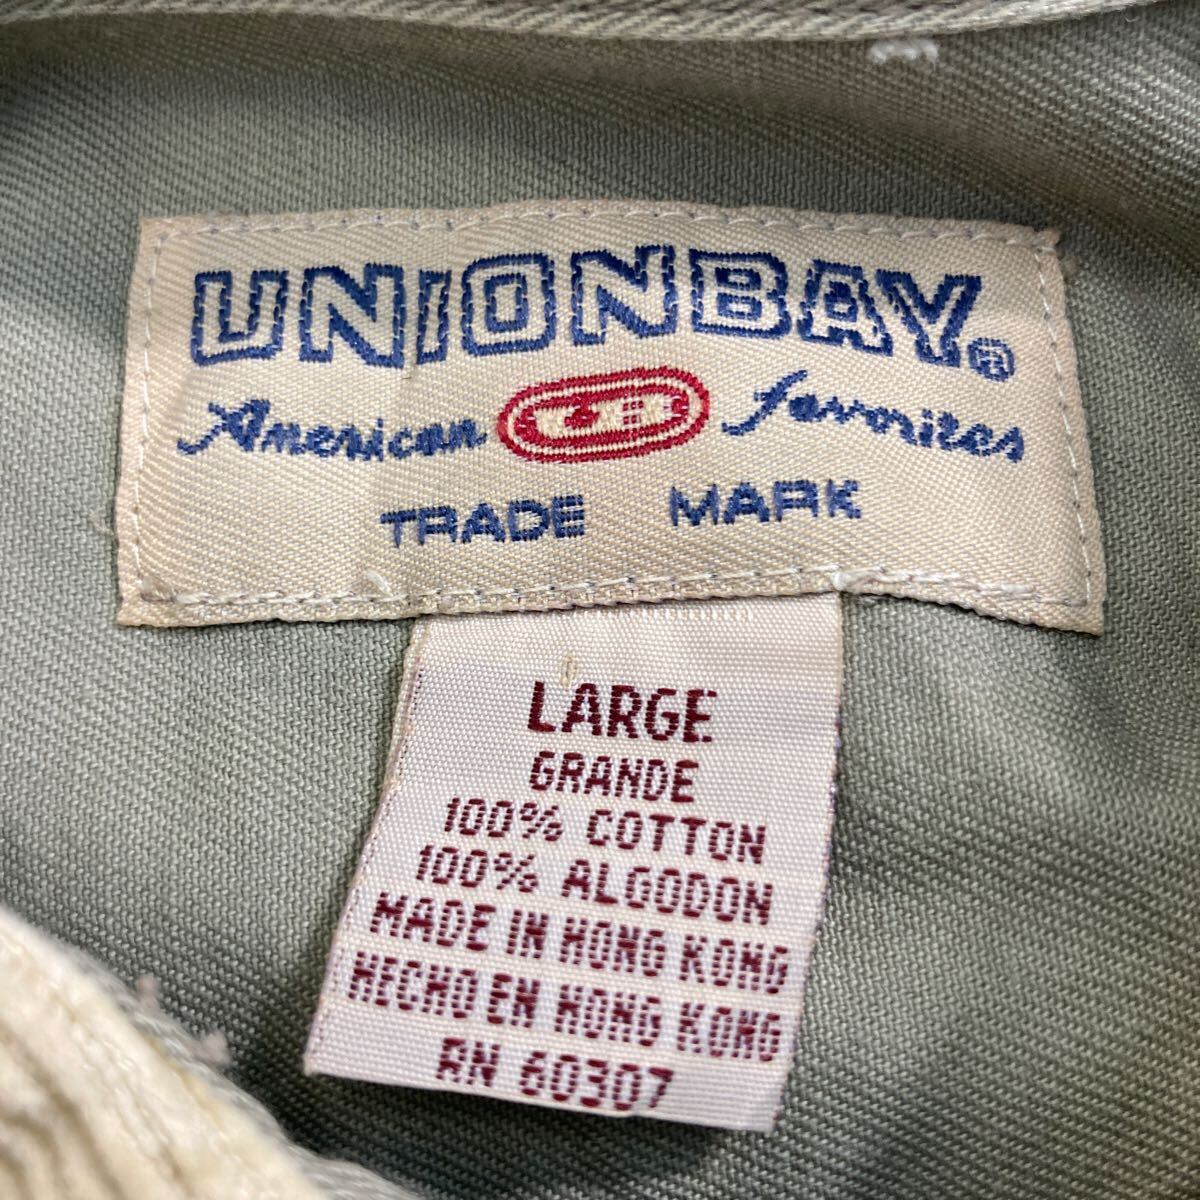 UNIONBAY®
American favorites
TRADE MARK
LARGE
GRANDE
100% COTTON
100% ALGODON
MADE IN HONG KONG
HECHO EN HONG KONG
RN 60307